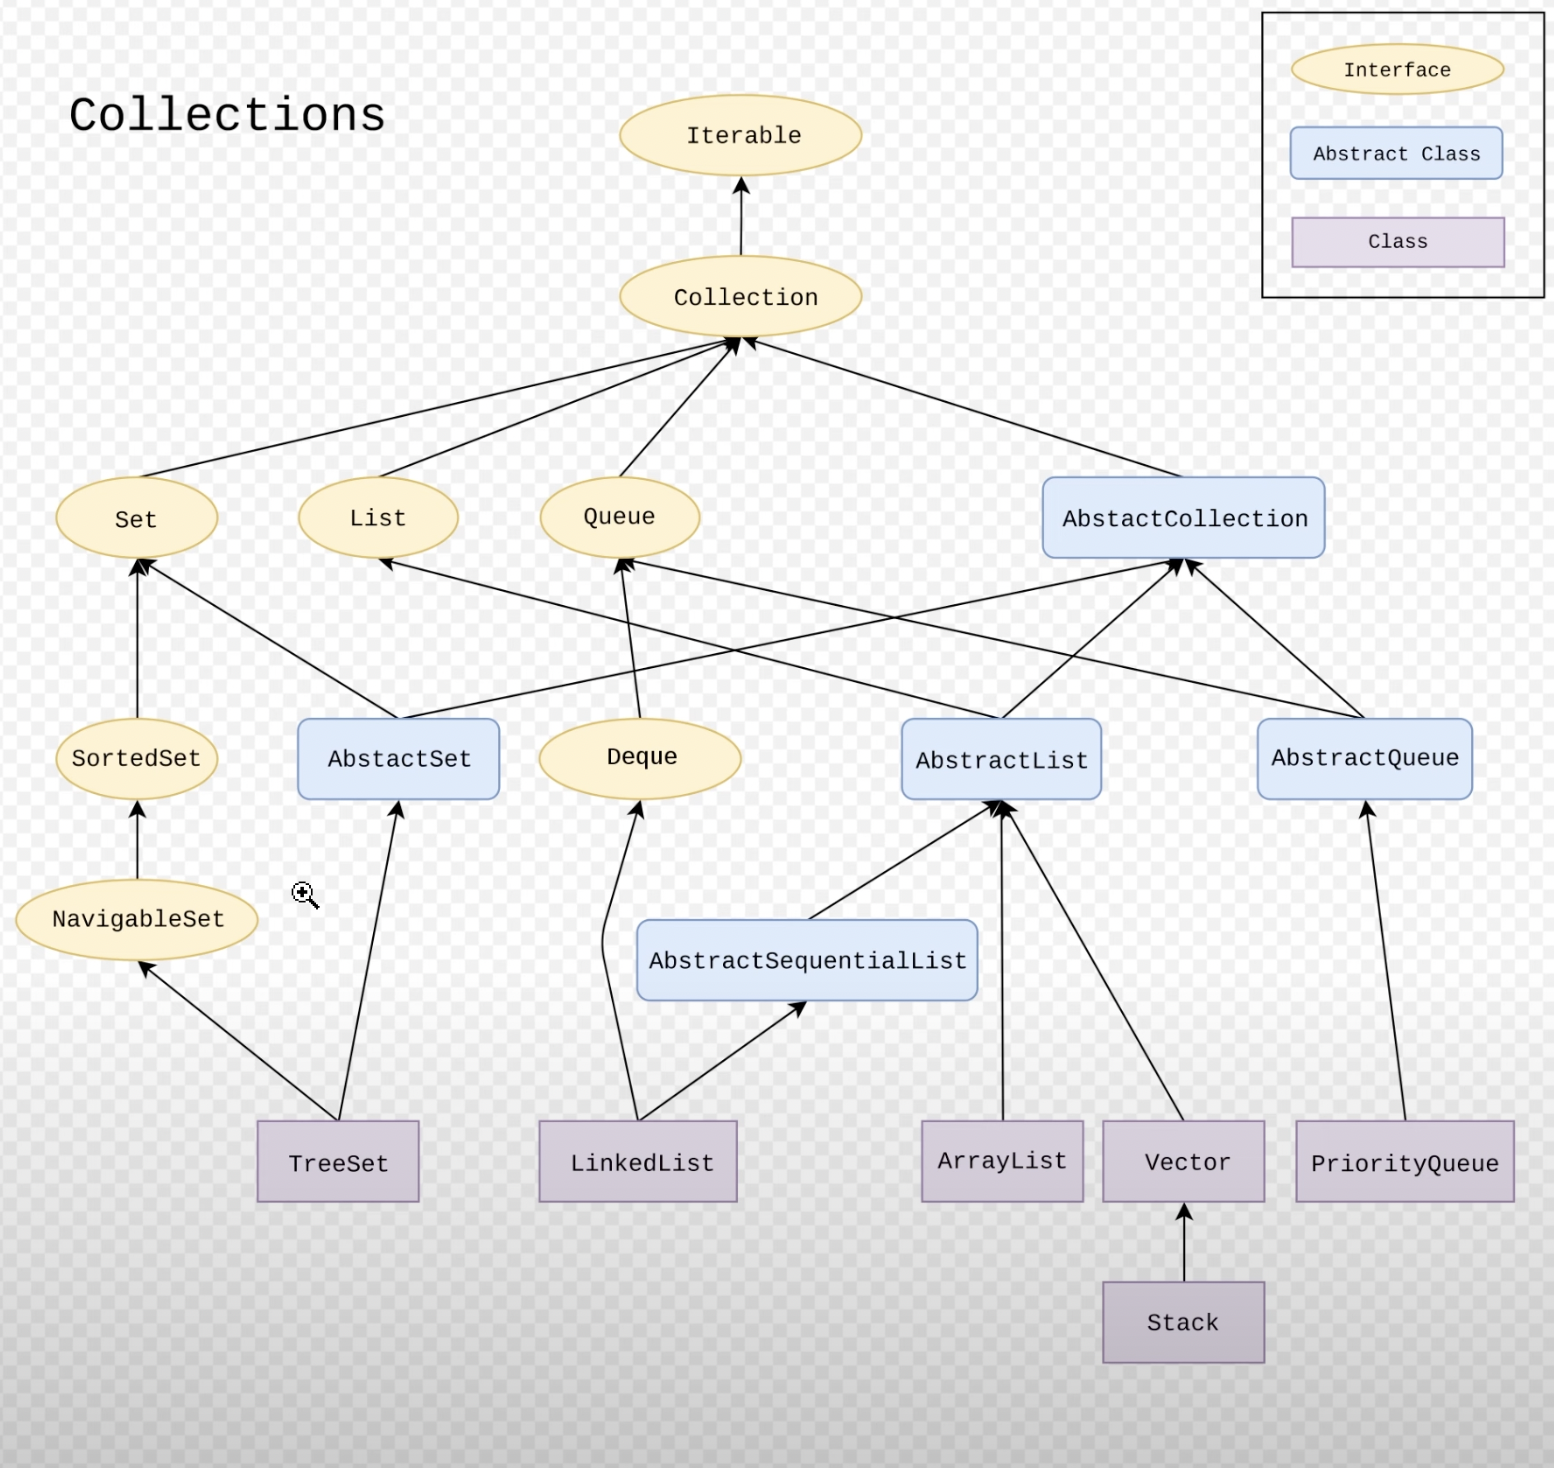 Collections
Interface
Abstract Class
Class
Iterable
Collection
Set
List
Queue
AbstactCollection
SortedSet
AbstactSet
Deque
AbstractList
AbstractQueue
NavigableSet
AbstractSequentialList
TreeSet
LinkedList
ArrayList
Vector
PriorityQueue
Stack